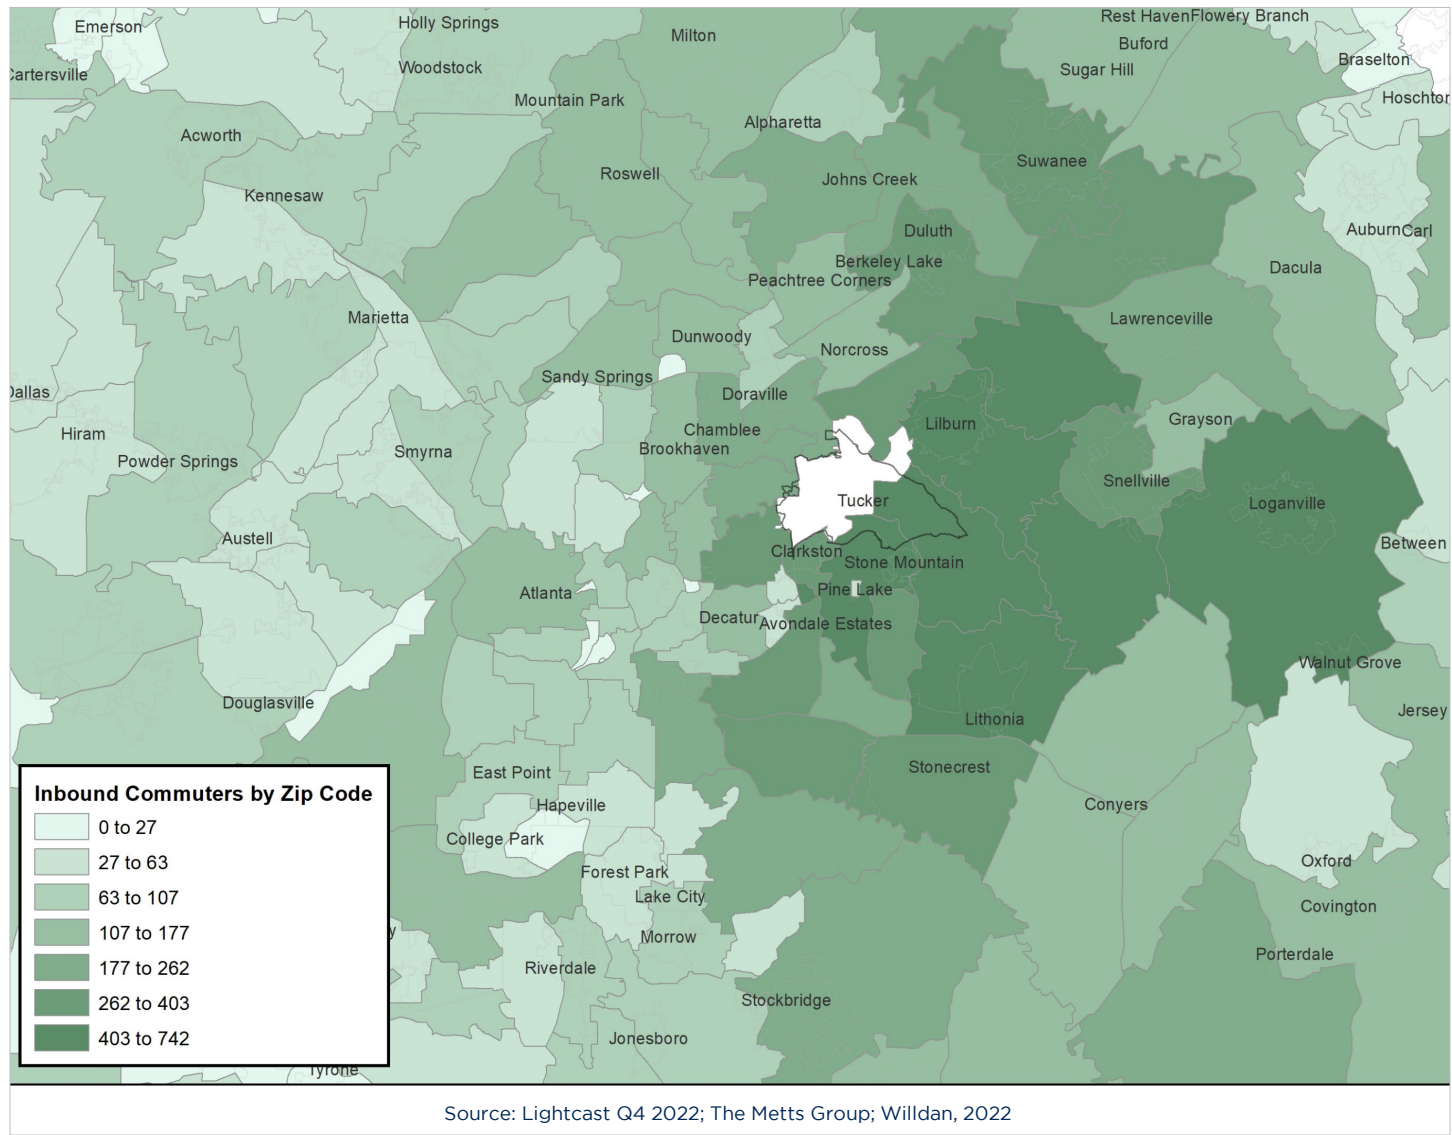 Emerson
Holly Springs
Milton
Rest Haven
Flowery Branch
Buford
Woodstock
Sugar Hill
Braselton
Cartersville
Mountain Park
Hoschton
Alpharetta
Acworth
Suwanee
Roswell
Johns Creek
Kennesaw
Duluth
Auburn
Carl
Berkeley Lake
Dacula
Peachtree Corners
Marietta
Lawrenceville
Dunwoody
Norcross
Sandy Springs
Dallas
Doraville
Grayson
Lilburn
Hiram
Chamblee
Brookhaven
Smyrna
Powder Springs
Snellville
Tucker
Loganville
Austell
Between
Clarkston
Stone Mountain
Atlanta
Pine Lake
Decatur
Avondale Estates
Walnut Grove
Douglasville
Jersey
Lithonia
Stonecrest
East Point
Hapeville
Conyers
College Park
Oxford
Forest Park
Lake City
Covington
y
Morrow
Porterdale
Riverdale
Stockbridge
Jonesboro
Tyrone
Inbound Commuters by Zip Code
0 to 27
27 to 63
63 to 107
107 to 177
177 to 262
262 to 403
403 to 742
Source: Lightcast Q4 2022; The Metts Group; Willdan, 2022